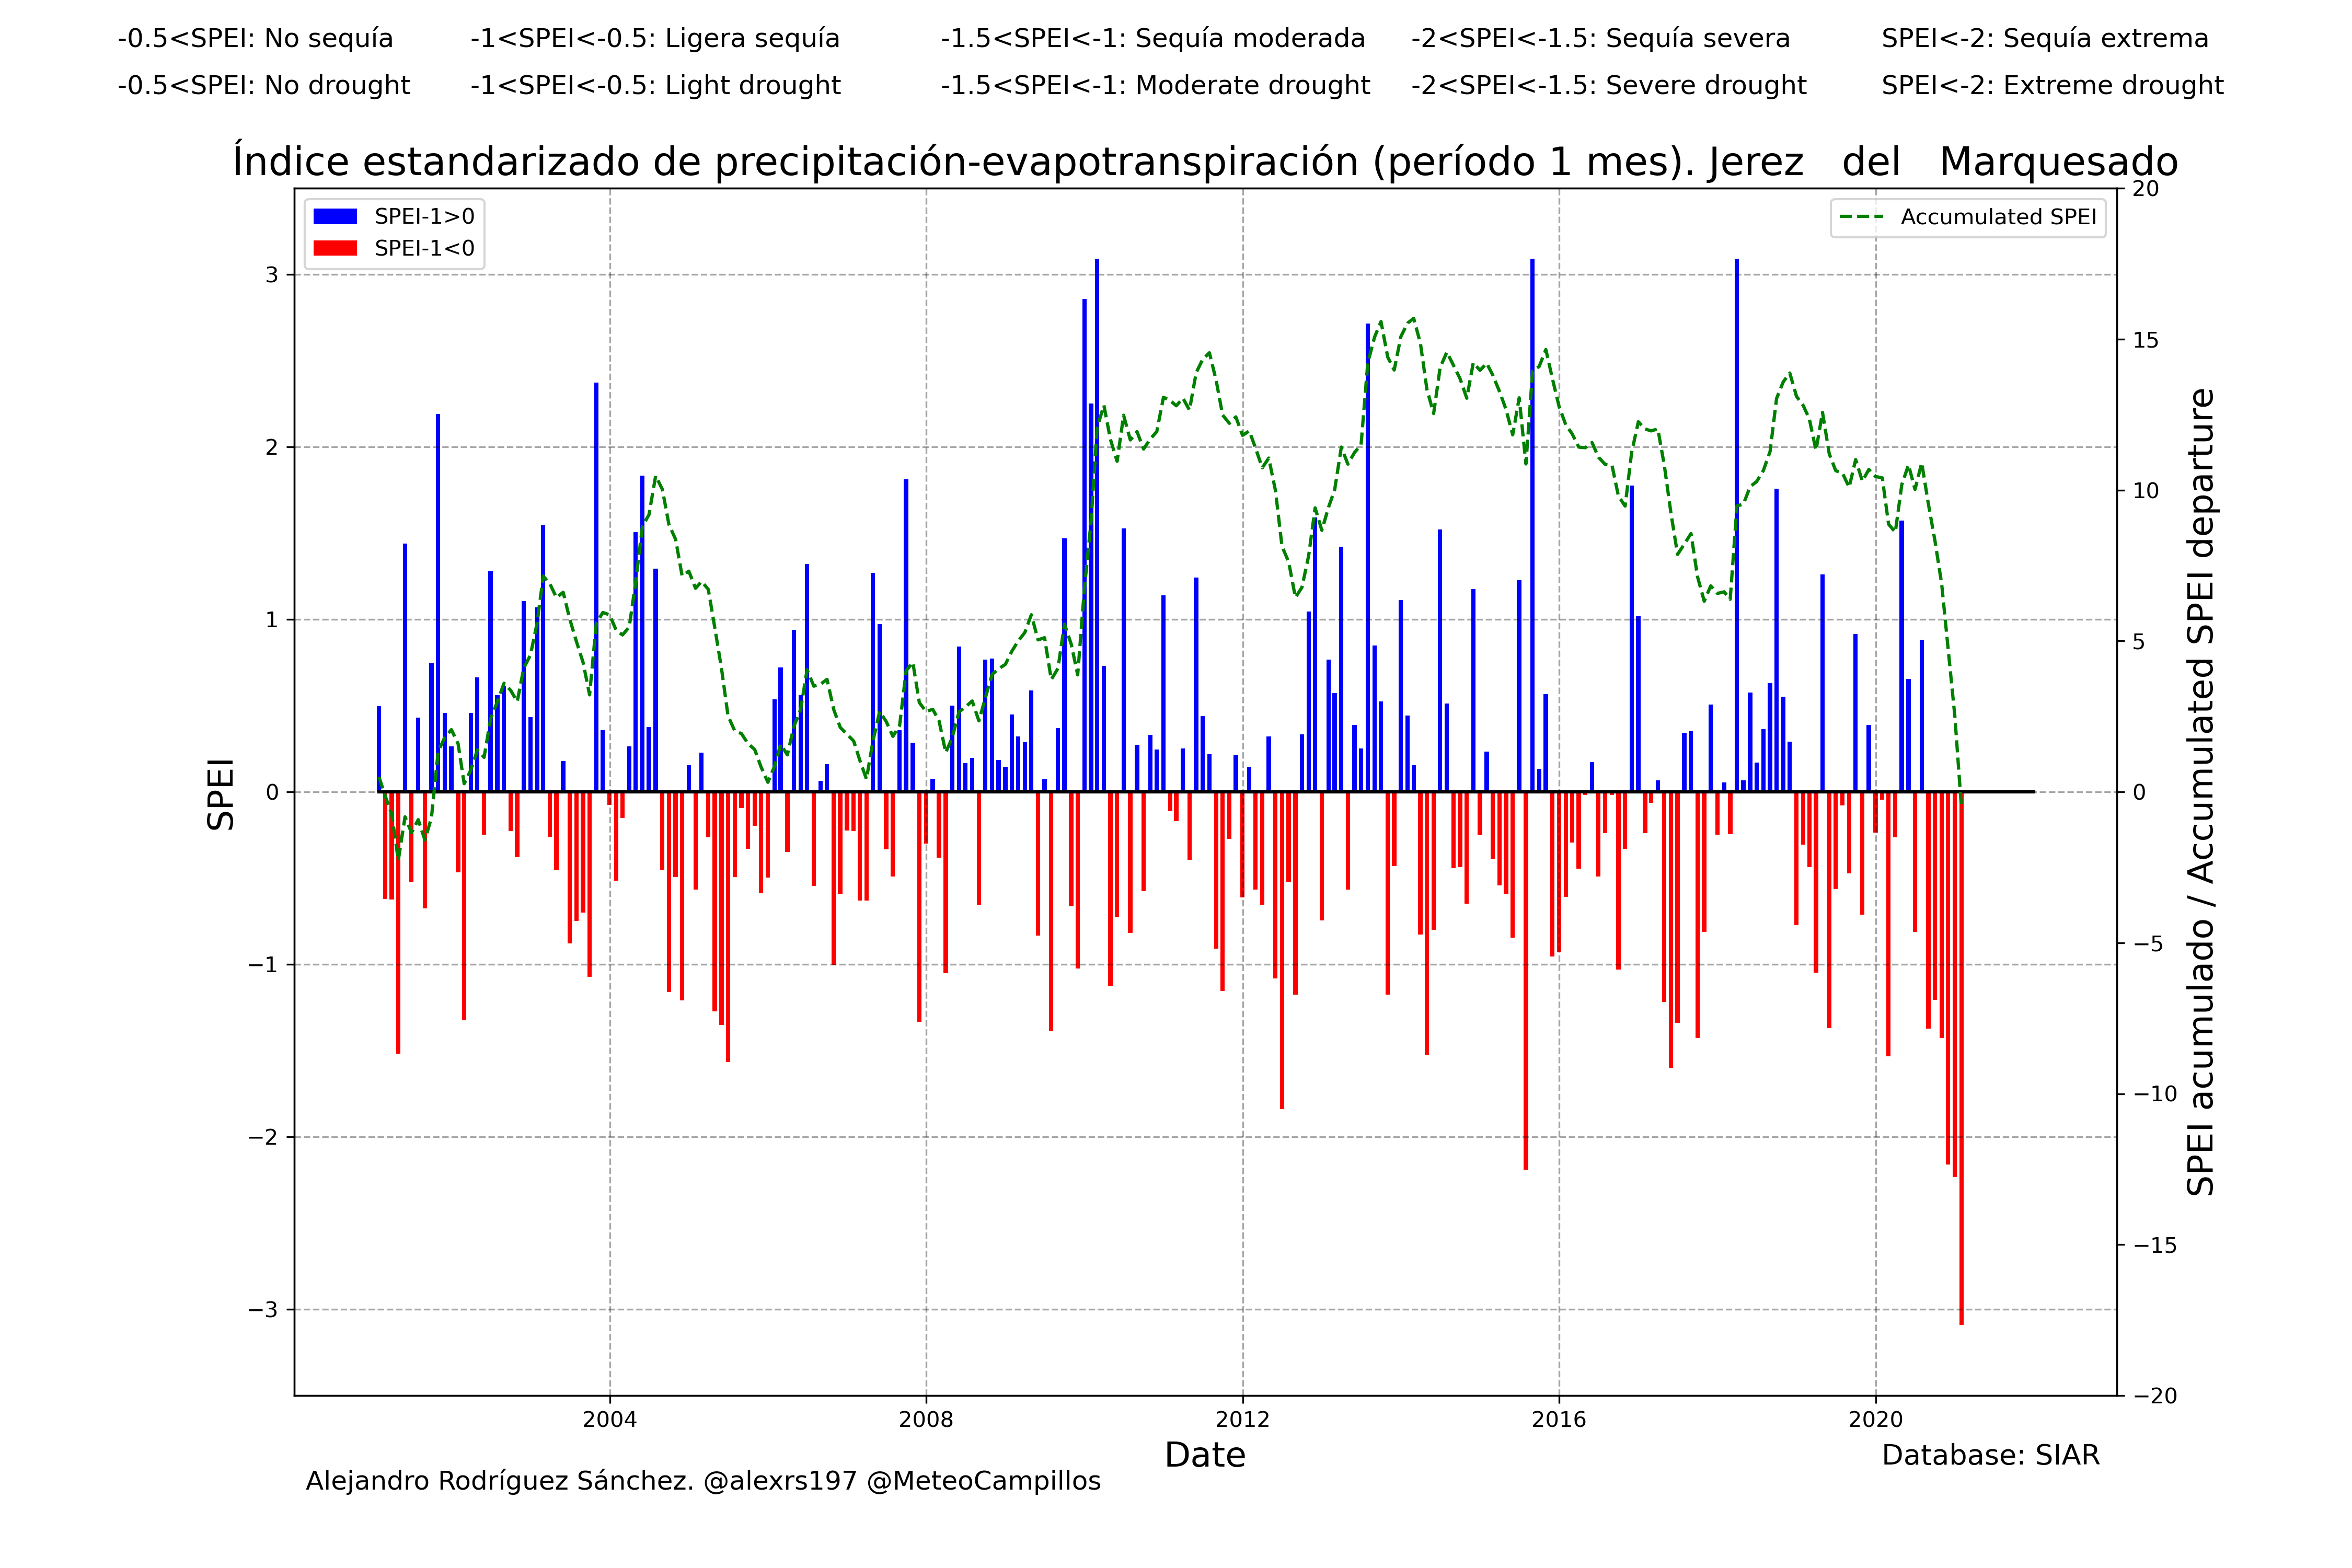 -0.5<SPEI: No sequía -1<SPEI<-0.5: Ligera sequía -1.5<SPEI<-1: Sequía moderada -2<SPEI<-1.5: Sequía severa SPEI<-2: Sequía extrema
-0.5<SPEI: No drought -1<SPEI<-0.5: Light drought -1.5<SPEI<-1: Moderate drought -2<SPEI<-1.5: Severe drought SPEI<-2: Extreme drought
Índice estandarizado de precipitación-evapotranspiración (período 1 mes). Jerez del Marquesado
SPEI-1>0
SPEI-1<0
Accumulated SPEI
SPEI
3
2
1
0
−1
−2
−3
20
15
10
5
0
−5
−10
−15
−20
SPEI acumulado / Accumulated SPEI departure
2004 2008 2012 2016 2020
Date
Database: SIAR
Alejandro Rodríguez Sánchez. @alexrs197 @MeteoCampillos